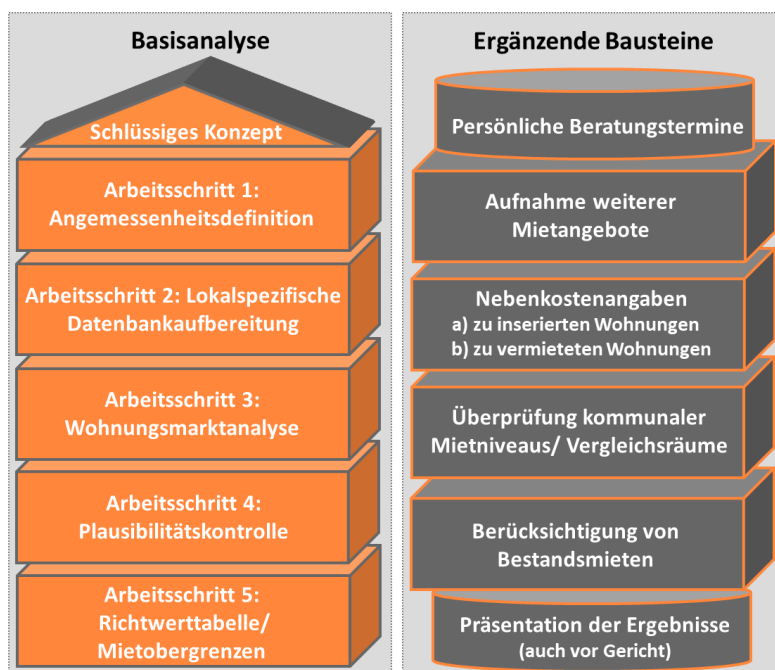 Basisanalyse
Schlüssiges Konzept
Arbeitsschritt 1:
Angemessenheitsdefinition
Arbeitsschritt 2: Lokalspezifische
Datenbankaufbereitung
Arbeitsschritt 3:
Wohnungsmarktanalyse
Arbeitsschritt 4:
Plausibilitätskontrolle
Arbeitsschritt 5:
Richtwerttabelle/
Mietobergrenzen
Ergänzende Bausteine
Persönliche Beratungstermine
Aufnahme weiterer
Mietangebote
Nebenkostenangaben
a) zu inserierten Wohnungen
b) zu vermieteten Wohnungen
Überprüfung kommunaler
Mietniveaus/ Vergleichsräume
Berücksichtigung von
Bestandsmieten
Präsentation der Ergebnisse
(auch vor Gericht)